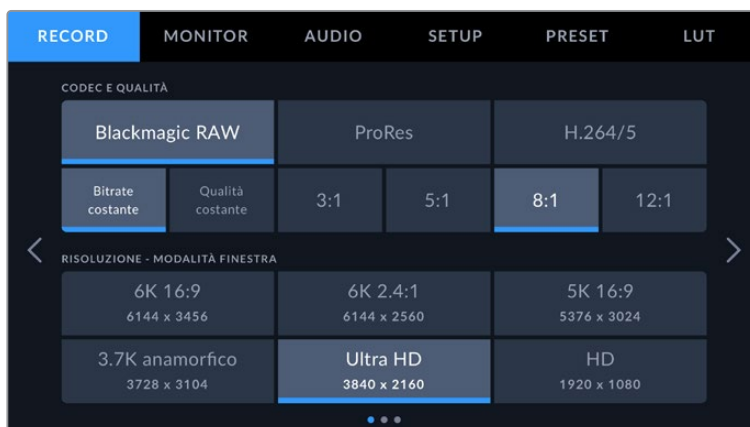 RECORD MONITOR AUDIO SETUP PRESET LUT
CODEC E QUALITÀ
Blackmagic RAW ProRes H.264/5
Bitrate costante Qualità costante 3:1 5:1 8:1 12:1
RISOLUZIONE - MODALITÀ FINESTRA
6K 16:9 6K 2.4:1 5K 16:9
6144 x 3456 6144 x 2560 5376 x 3024
3.7K anamorfico Ultra HD HD
3728 x 3104 3840 x 2160 1920 x 1080